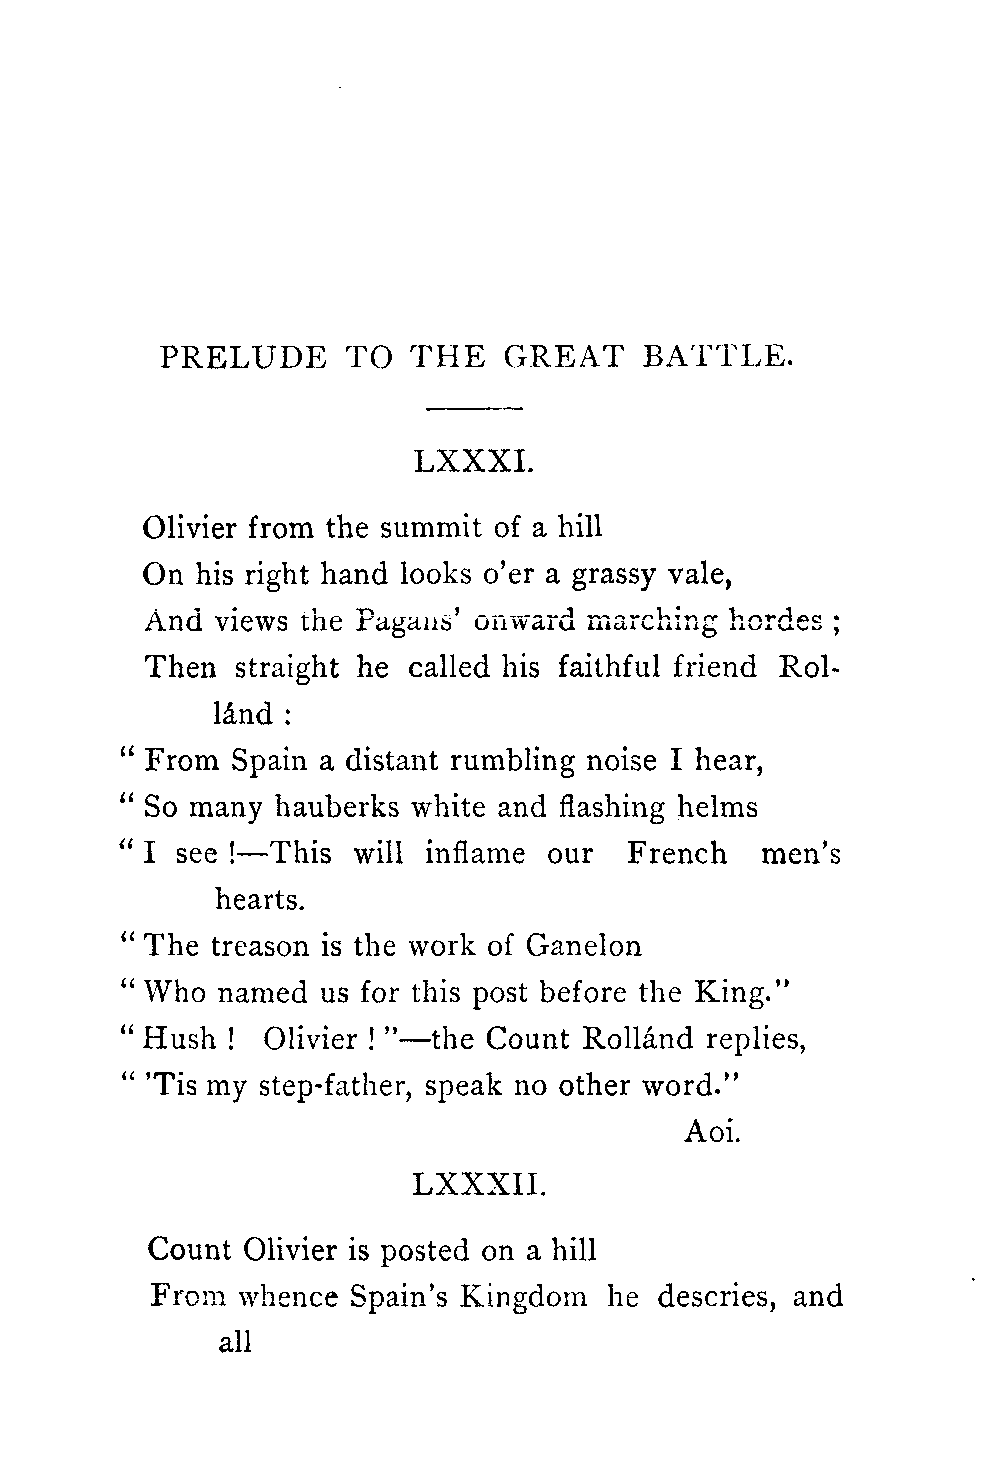 PRELUDE TO THE GREAT BATTLE.
LXXXI.
Olivier from the summit of a hill
On his right hand looks o'er a grassy vale,
And views the Pagans' onward marching hordes ;
Then straight he called his faithful friend Rol-
lánd :
“ From Spain a distant rumbling noise I hear,
“ So many hauberks white and flashing helms
“ I see !—This will inflame our French men's
hearts.
“ The treason is the work of Ganelon
“ Who named us for this post before the King.”
“ Hush ! Olivier ! ”—the Count Rollánd replies,
“ 'Tis my step-father, speak no other word.”
Aoi.
LXXXII.
Count Olivier is posted on a hill
From whence Spain's Kingdom he descries, and
all